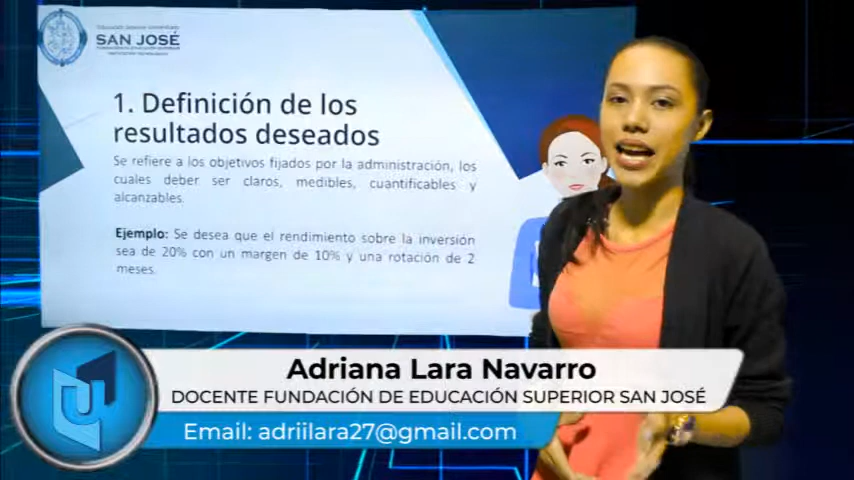 SAN JOSÉ
1. Definición de los
resultados deseados
Se refiere a los objetivos fijados por la administración, los
cuales deber ser claros, medibles, cuantificables y
alcanzables.
Ejemplo: Se desea que el rendimiento sobre la inversión
sea de 20% con un margen de 10% y una rotación de 2
meses.
Adriana Lara Navarro
DOCENTE FUNDACIÓN DE EDUCACIÓN SUPERIOR SAN JOSÉ
Email: adriilara27@gmail.com